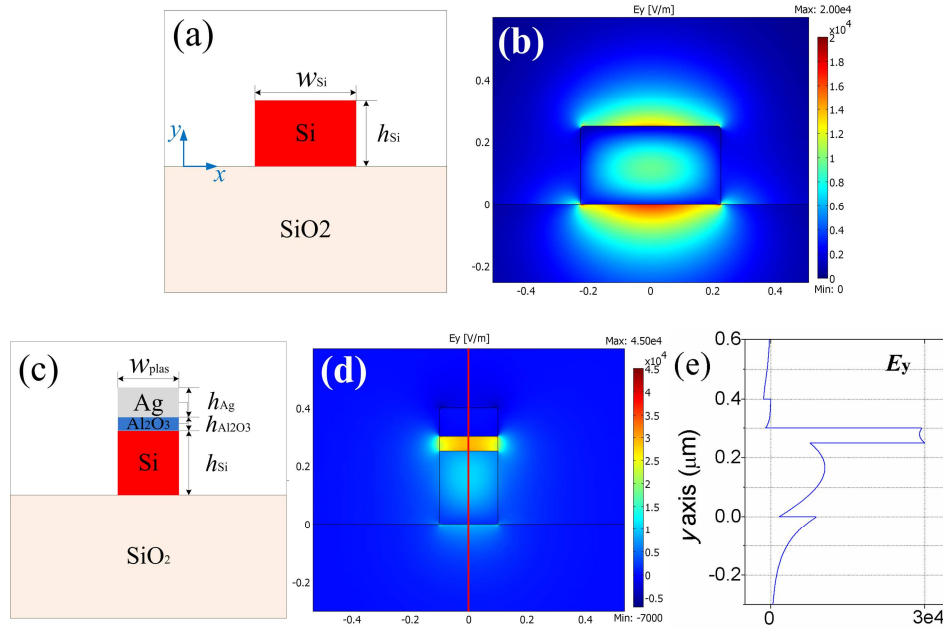 (a)
wSi
Si
hSi
y
x
SiO2
Ey [V/m]
Max: 2.00e4
×10⁴
(b)
2
1.8
1.6
1.4
1.2
1
0.8
0.6
0.4
0.2
0
Min: 0
0.4
0.2
0
-0.2
-0.4 -0.2 0 0.2 0.4
(c)
wplas
Ag
hAg
Al2O3
hAl2O3
Si
hSi
SiO2
Ey [V/m]
Max: 4.50e4
×10⁴
(d)
4.5
4
3.5
3
2.5
2
1.5
1
0.5
0
-0.5
Min: -7000
0.4
0.2
0
-0.2
-0.4 -0.2 0 0.2 0.4
(e)
Ey
y axis (μm)
0.6
0.4
0.2
0.0
-0.2
0 3e4